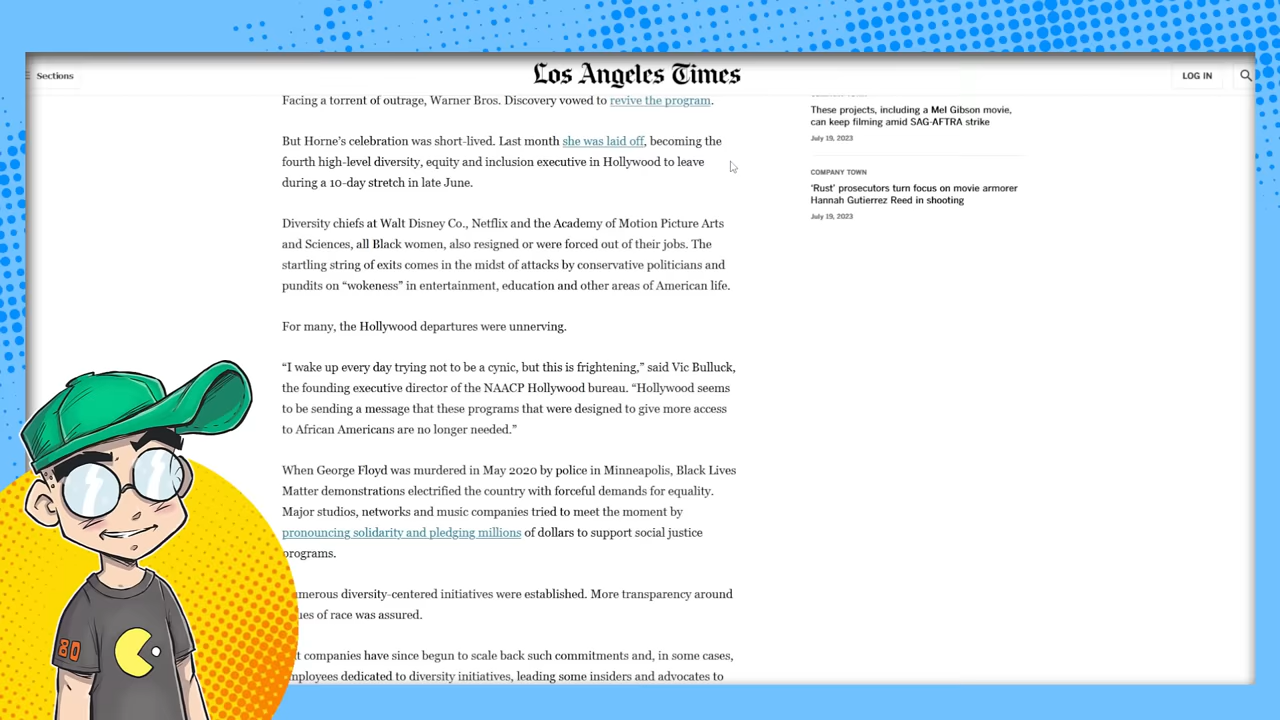 Sections
Los Angeles Times
LOG IN
Facing a torrent of outrage, Warner Bros. Discovery vowed to revive the program.
But Horne’s celebration was short-lived. Last month she was laid off, becoming the
fourth high-level diversity, equity and inclusion executive in Hollywood to leave
during a 10-day stretch in late June.
Diversity chiefs at Walt Disney Co., Netflix and the Academy of Motion Picture Arts
and Sciences, all Black women, also resigned or were forced out of their jobs. The
startling string of exits comes in the midst of attacks by conservative politicians and
pundits on “wokeness” in entertainment, education and other areas of American life.
For many, the Hollywood departures were unnerving.
“I wake up every day trying not to be a cynic, but this is frightening,” said Vic Bulluck,
the founding executive director of the NAACP Hollywood bureau. “Hollywood seems
to be sending a message that these programs that were designed to give more access
to African Americans are no longer needed.”
When George Floyd was murdered in May 2020 by police in Minneapolis, Black Lives
Matter demonstrations electrified the country with forceful demands for equality.
Major studios, networks and music companies tried to meet the moment by
pronouncing solidarity and pledging millions of dollars to support social justice
programs.
diversity-centered initiatives were established. More transparency around
of race was assured.
companies have since begun to scale back such commitments and, in some cases,
employees dedicated to diversity initiatives, leading some insiders and advocates to
These projects, including a Mel Gibson movie,
can keep filming amid SAG-AFTRA strike
July 19, 2023
COMPANY TOWN
‘Rust’ prosecutors turn focus on movie armorer
Hannah Gutierrez Reed in shooting
July 19, 2023
80